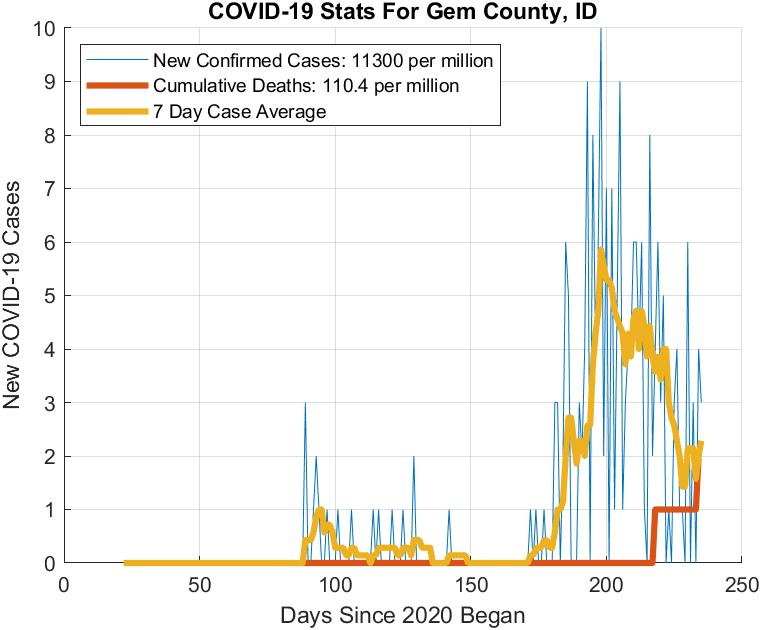 COVID-19 Stats For Gem County, ID
New Confirmed Cases: 11300 per million
Cumulative Deaths: 110.4 per million
7 Day Case Average
New COVID-19 Cases
10
9
8
7
6
5
4
3
2
1
0
0 50 100 150 200 250
Days Since 2020 Began